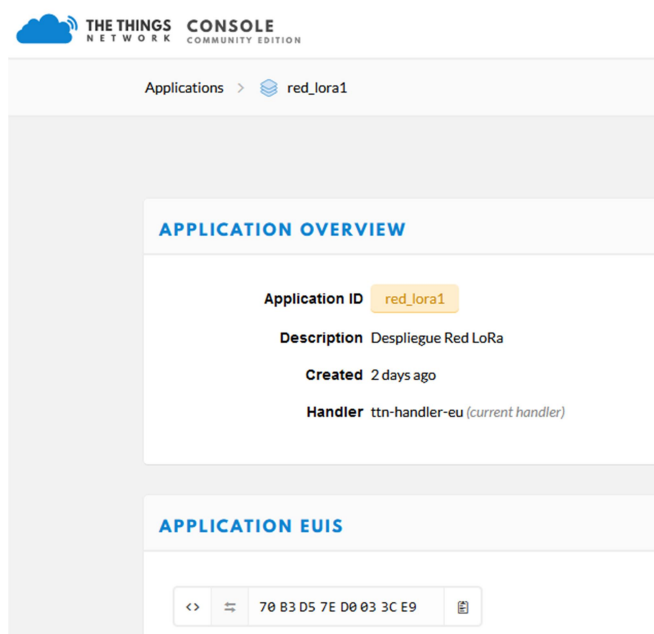 THE THINGS CONSOLE
NETWORK COMMUNITY EDITION
Applications > red_lora1
APPLICATION OVERVIEW
Application ID red_lora1
Description Despliegue Red LoRa
Created 2 days ago
Handler ttn-handler-eu (current handler)
APPLICATION EUIS
<> 70 B3 D5 7E D0 03 3C E9